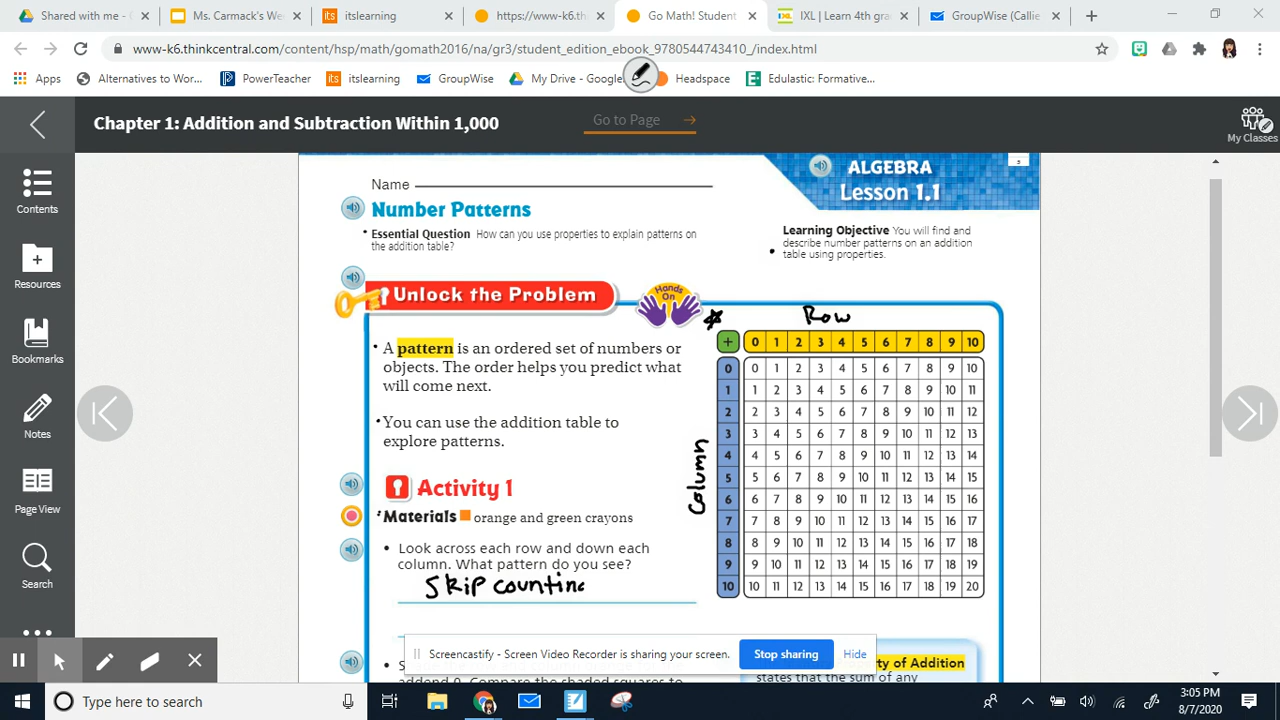 Shared with me - G
Ms. Carmack's We
its itslearning
https://www-k6.thi
Go Math! Student
IXL | Learn 4th gra
GroupWise (Callie
www-k6.thinkcentral.com/content/hsp/math/gomath2016/na/gr3/student_edition_ebook_9780544743410_/index.html
Apps
Alternatives to Wor...
PowerTeacher
its itslearning
GroupWise
My Drive - Google
Headspace
Edulastic: Formative...
Chapter 1: Addition and Subtraction Within 1,000
Go to Page
My Classes
Contents
Resources
Bookmarks
Notes
Page View
Search
Name
ALGEBRA
Lesson 1.1
Number Patterns
Essential Question How can you use properties to explain patterns on
the addition table?
Learning Objective You will find and
describe number patterns on an addition
table using properties.
Unlock the Problem
Hands
On
• A pattern is an ordered set of numbers or
objects. The order helps you predict what
will come next.
• You can use the addition table to
explore patterns.
Activity 1
Materials orange and green crayons
• Look across each row and down each
column. What pattern do you see?
Skip counting
Row
Column
+ 0 1 2 3 4 5 6 7 8 9 10
0 0 1 2 3 4 5 6 7 8 9 10
1 1 2 3 4 5 6 7 8 9 10 11
2 2 3 4 5 6 7 8 9 10 11 12
3 3 4 5 6 7 8 9 10 11 12 13
4 4 5 6 7 8 9 10 11 12 13 14
5 5 6 7 8 9 10 11 12 13 14 15
6 6 7 8 9 10 11 12 13 14 15 16
7 7 8 9 10 11 12 13 14 15 16 17
8 8 9 10 11 12 13 14 15 16 17 18
9 9 10 11 12 13 14 15 16 17 18 19
10 10 11 12 13 14 15 16 17 18 19 20
Screencastify - Screen Video Recorder is sharing your screen.
Stop sharing
Hide
of Addition
states that the sum of any
addend 0. Compare the shaded squares to
Type here to search
3:05 PM
8/7/2020